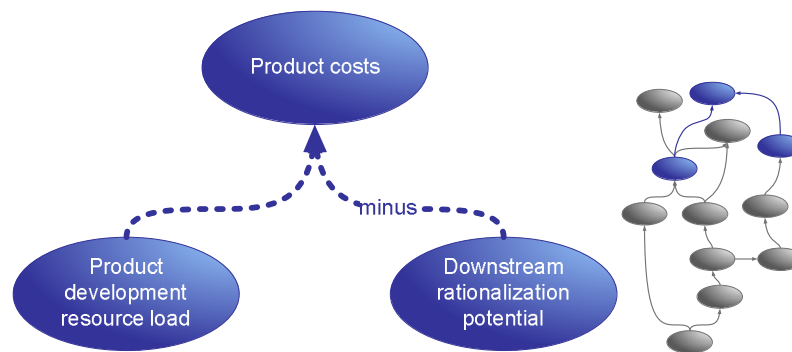 Product costs
minus
Product
development
resource load
Downstream
rationalization
potential